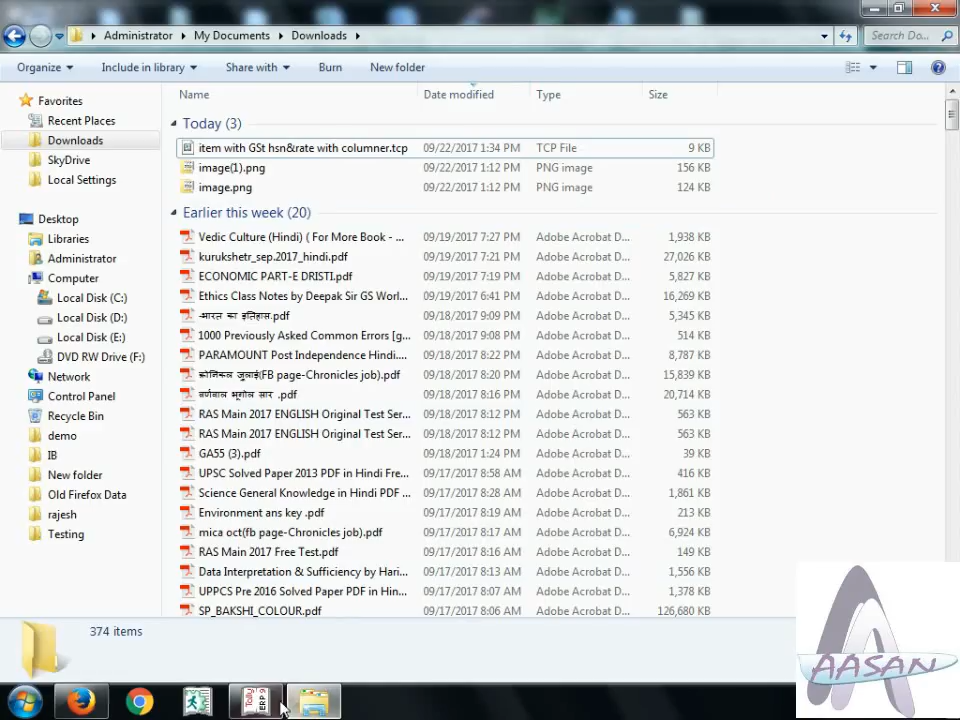 Administrator ▸ My Documents ▸ Downloads ▸
Search Do...
Organize Include in library Share with Burn New folder
Name Date modified Type Size
Favorites
Recent Places
Downloads
SkyDrive
Local Settings
Desktop
Libraries
Administrator
Computer
Local Disk (C:)
Local Disk (D:)
Local Disk (E:)
DVD RW Drive (F:)
Network
Control Panel
Recycle Bin
demo
IB
New folder
Old Firefox Data
rajesh
Testing
Today (3)
item with GSt hsn&rate with columner.tcp 09/22/2017 1:34 PM TCP File 9 KB
image(1).png 09/22/2017 1:12 PM PNG image 156 KB
image.png 09/22/2017 1:12 PM PNG image 124 KB
Earlier this week (20)
Vedic Culture (Hindi) ( For More Book - ... 09/19/2017 7:27 PM Adobe Acrobat D... 1,938 KB
kurukshetr_sep.2017_hindi.pdf 09/19/2017 7:21 PM Adobe Acrobat D... 27,026 KB
ECONOMIC PART-E DRISTI.pdf 09/19/2017 7:19 PM Adobe Acrobat D... 5,827 KB
Ethics Class Notes by Deepak Sir GS Worl... 09/19/2017 6:41 PM Adobe Acrobat D... 16,269 KB
-भारत का इतिहास.pdf 09/18/2017 9:09 PM Adobe Acrobat D... 5,345 KB
1000 Previously Asked Common Errors [g... 09/18/2017 9:08 PM Adobe Acrobat D... 514 KB
PARAMOUNT Post Independence Hindi.... 09/18/2017 8:22 PM Adobe Acrobat D... 8,787 KB
क्रोनिकल जुलाई(FB page-Chronicles job).pdf 09/18/2017 8:20 PM Adobe Acrobat D... 15,839 KB
वर्णवाल भूगोल सार .pdf 09/18/2017 8:16 PM Adobe Acrobat D... 20,714 KB
RAS Main 2017 ENGLISH Original Test Ser... 09/18/2017 8:12 PM Adobe Acrobat D... 563 KB
RAS Main 2017 ENGLISH Original Test Ser... 09/18/2017 8:12 PM Adobe Acrobat D... 563 KB
GA55 (3).pdf 09/18/2017 1:24 PM Adobe Acrobat D... 39 KB
UPSC Solved Paper 2013 PDF in Hindi Fre... 09/17/2017 8:58 AM Adobe Acrobat D... 416 KB
Science General Knowledge in Hindi PDF ... 09/17/2017 8:28 AM Adobe Acrobat D... 1,861 KB
Environment ans key .pdf 09/17/2017 8:19 AM Adobe Acrobat D... 213 KB
mica oct(fb page-Chronicles job).pdf 09/17/2017 8:17 AM Adobe Acrobat D... 6,924 KB
RAS Main 2017 Free Test.pdf 09/17/2017 8:16 AM Adobe Acrobat D... 149 KB
Data Interpretation & Sufficiency by Hari... 09/17/2017 8:13 AM Adobe Acrobat D... 1,556 KB
UPPCS Pre 2016 Solved Paper PDF in Hin... 09/17/2017 8:07 AM Adobe Acrobat D... 1,378 KB
SP_BAKSHI_COLOUR.pdf 09/17/2017 8:06 AM Adobe Acrobat D... 126,680 KB
374 items
AASAN
Tally
ERP 9